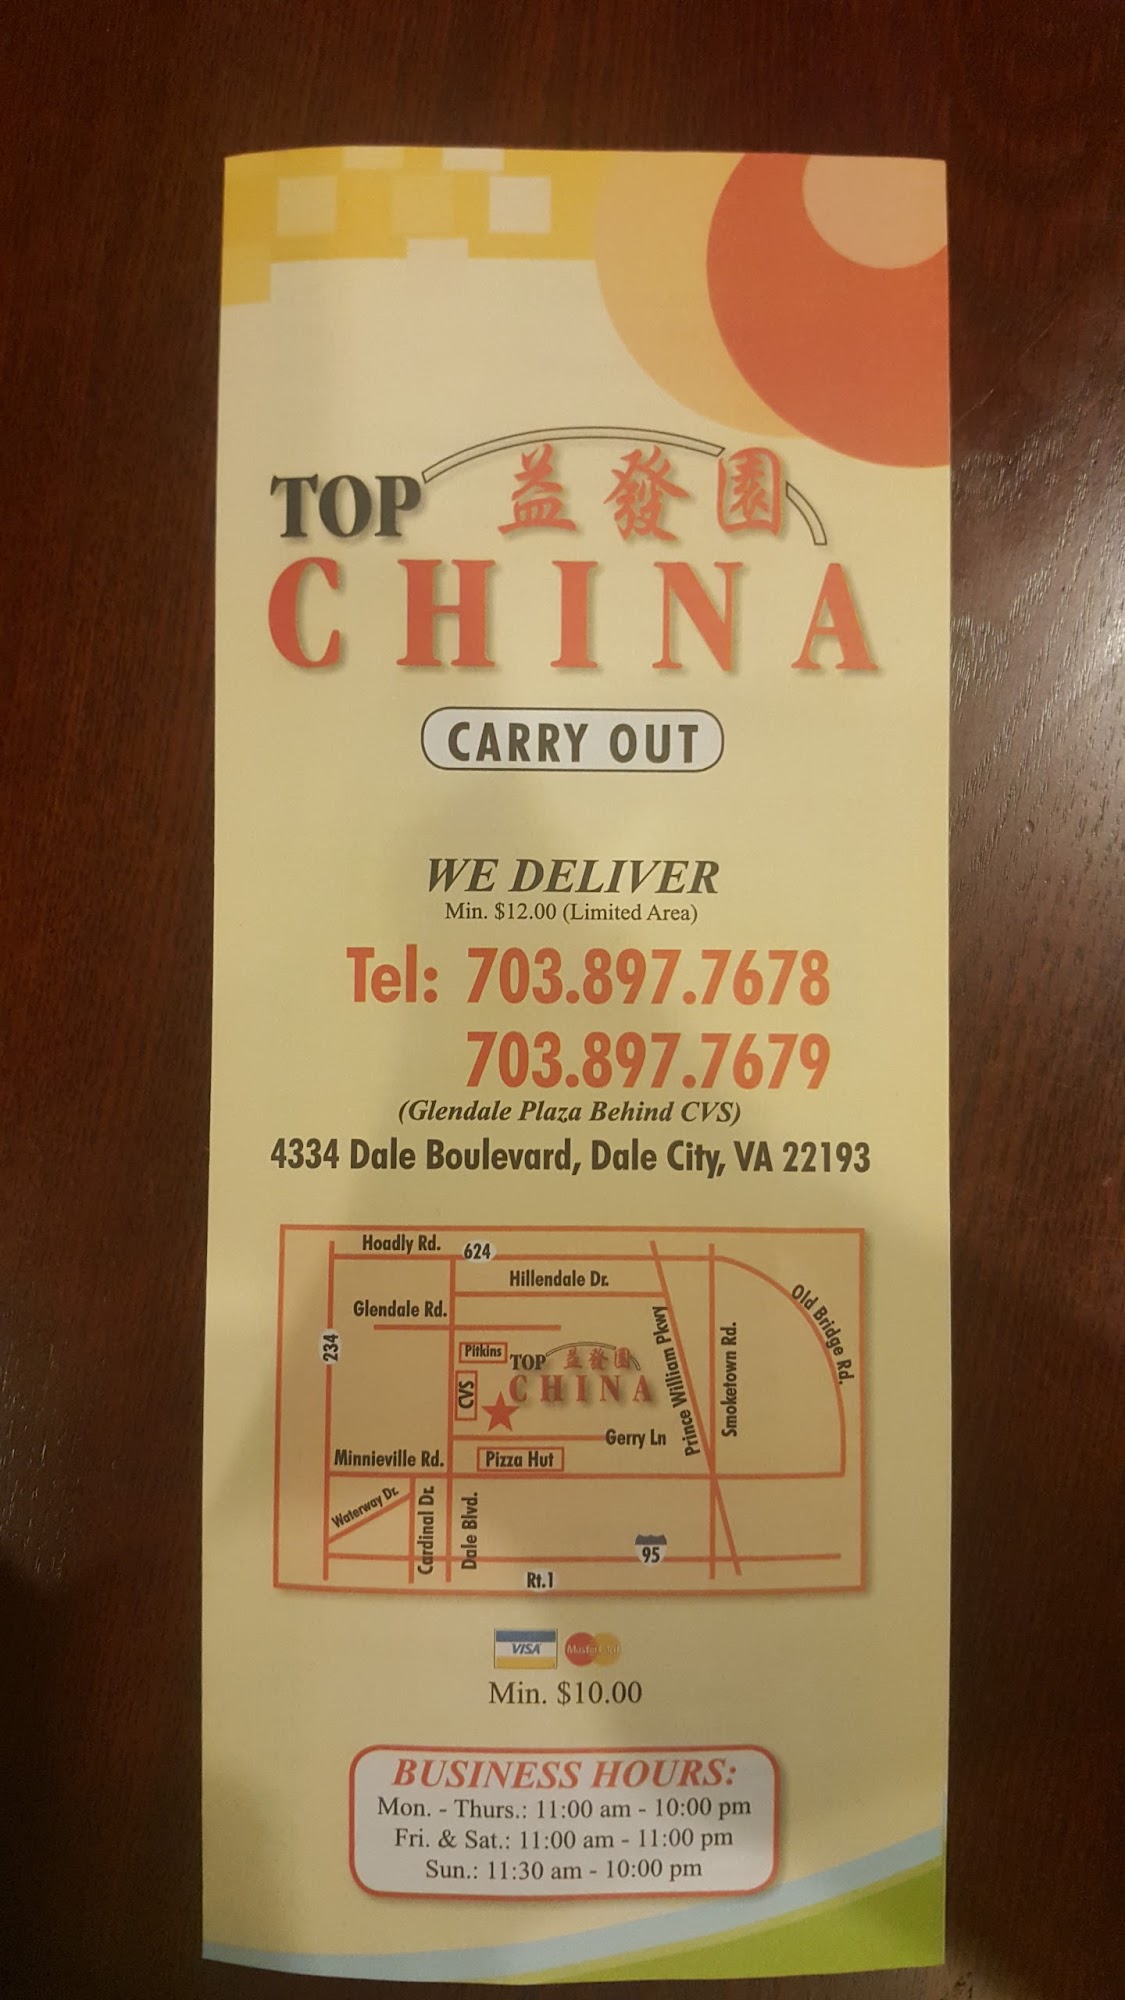 TOP 益發園
CHINA
CARRY OUT
WE DELIVER
Min. $12.00 (Limited Area)
Tel: 703.897.7678
703.897.7679
(Glendale Plaza Behind CVS)
4334 Dale Boulevard, Dale City, VA 22193
Hoadly Rd.
624
Hillendale Dr.
Glendale Rd.
Old Bridge Rd.
234
Prince William Pkwy
Smoketown Rd.
Pitkins
TOP 益發園
CHINA
CVS
Gerry Ln
Minnieville Rd.
Pizza Hut
Waterway Dr.
Cardinal Dr.
Dale Blvd.
95
Rt.1
VISA MasterCard
Min. $10.00
BUSINESS HOURS:
Mon. - Thurs.: 11:00 am - 10:00 pm
Fri. & Sat.: 11:00 am - 11:00 pm
Sun.: 11:30 am - 10:00 pm